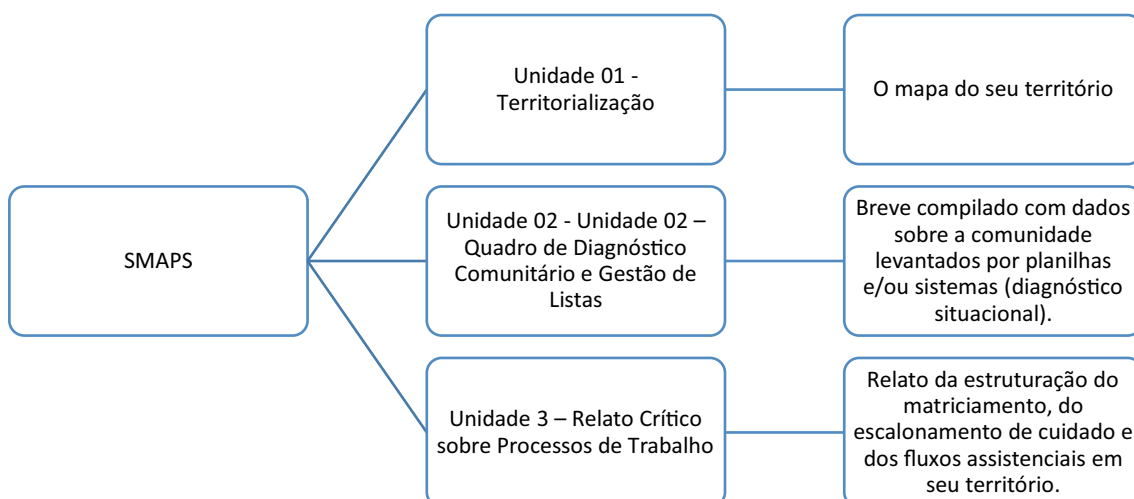 SMAPS
Unidade 01 -
Territorialização
O mapa do seu território
Unidade 02 - Unidade 02 –
Quadro de Diagnóstico
Comunitário e Gestão de
Listas
Breve compilado com dados
sobre a comunidade
levantados por planilhas
e/ou sistemas (diagnóstico
situacional).
Unidade 3 – Relato Crítico
sobre Processos de Trabalho
Relato da estruturação do
matriciamento, do
escalonamento de cuidado e
dos fluxos assistenciais em
seu território.